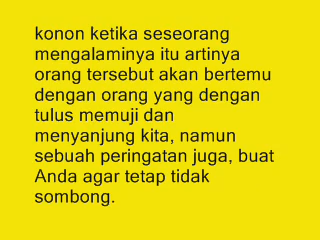 konon ketika seseorang
mengalaminya itu artinya
orang tersebut akan bertemu
dengan orang yang dengan
tulus memuji dan
menyanjung kita, namun
sebuah peringatan juga, buat
Anda agar tetap tidak
sombong.